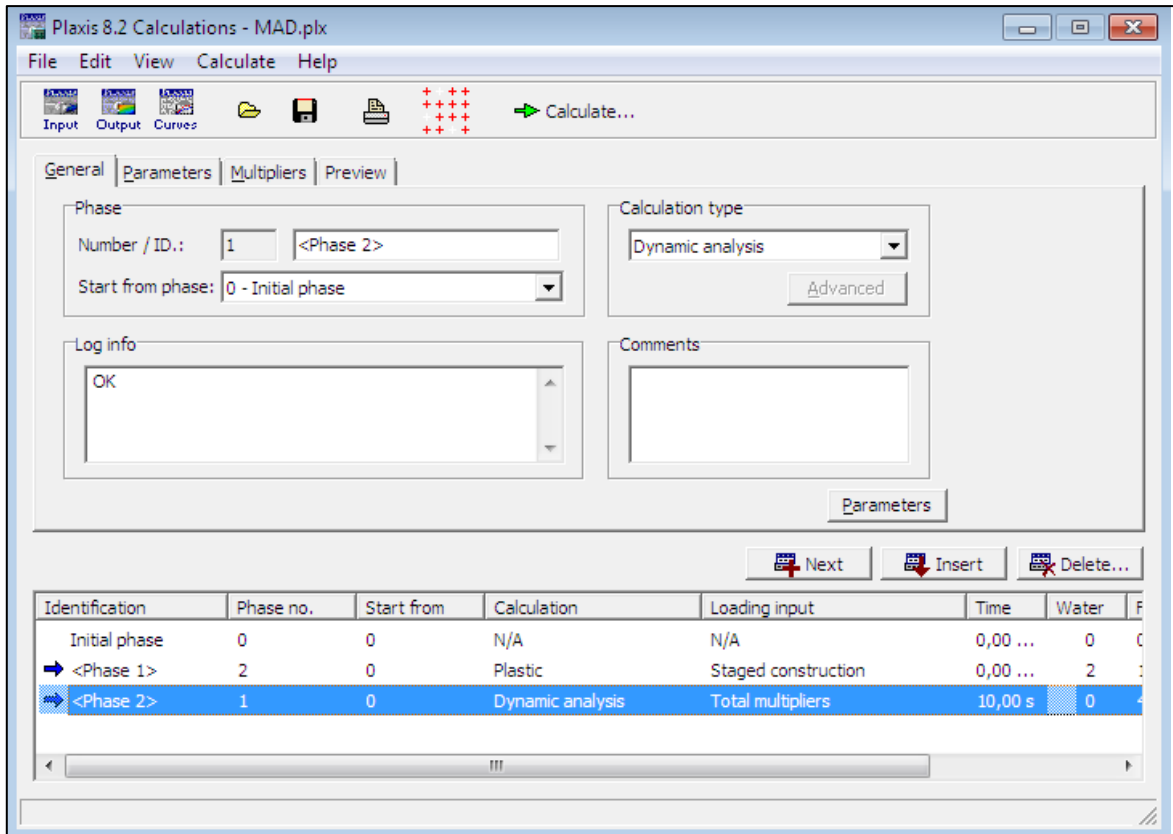 Plaxis 8.2 Calculations - MAD.plx
File Edit View Calculate Help
PLAXIS PLAXIS PLAXIS
Input Output Curves Calculate...
General Parameters Multipliers Preview
Phase
Number / ID.: 1 <Phase 2>
Start from phase: 0 - Initial phase
Calculation type
Dynamic analysis
Advanced
Log info
OK
Comments
Parameters
Next Insert Delete...
Identification Phase no. Start from Calculation Loading input Time Water F
Initial phase 0 0 N/A N/A 0,00 ... 0
<Phase 1> 2 0 Plastic Staged construction 0,00 ... 2
<Phase 2> 1 0 Dynamic analysis Total multipliers 10,00 s 0